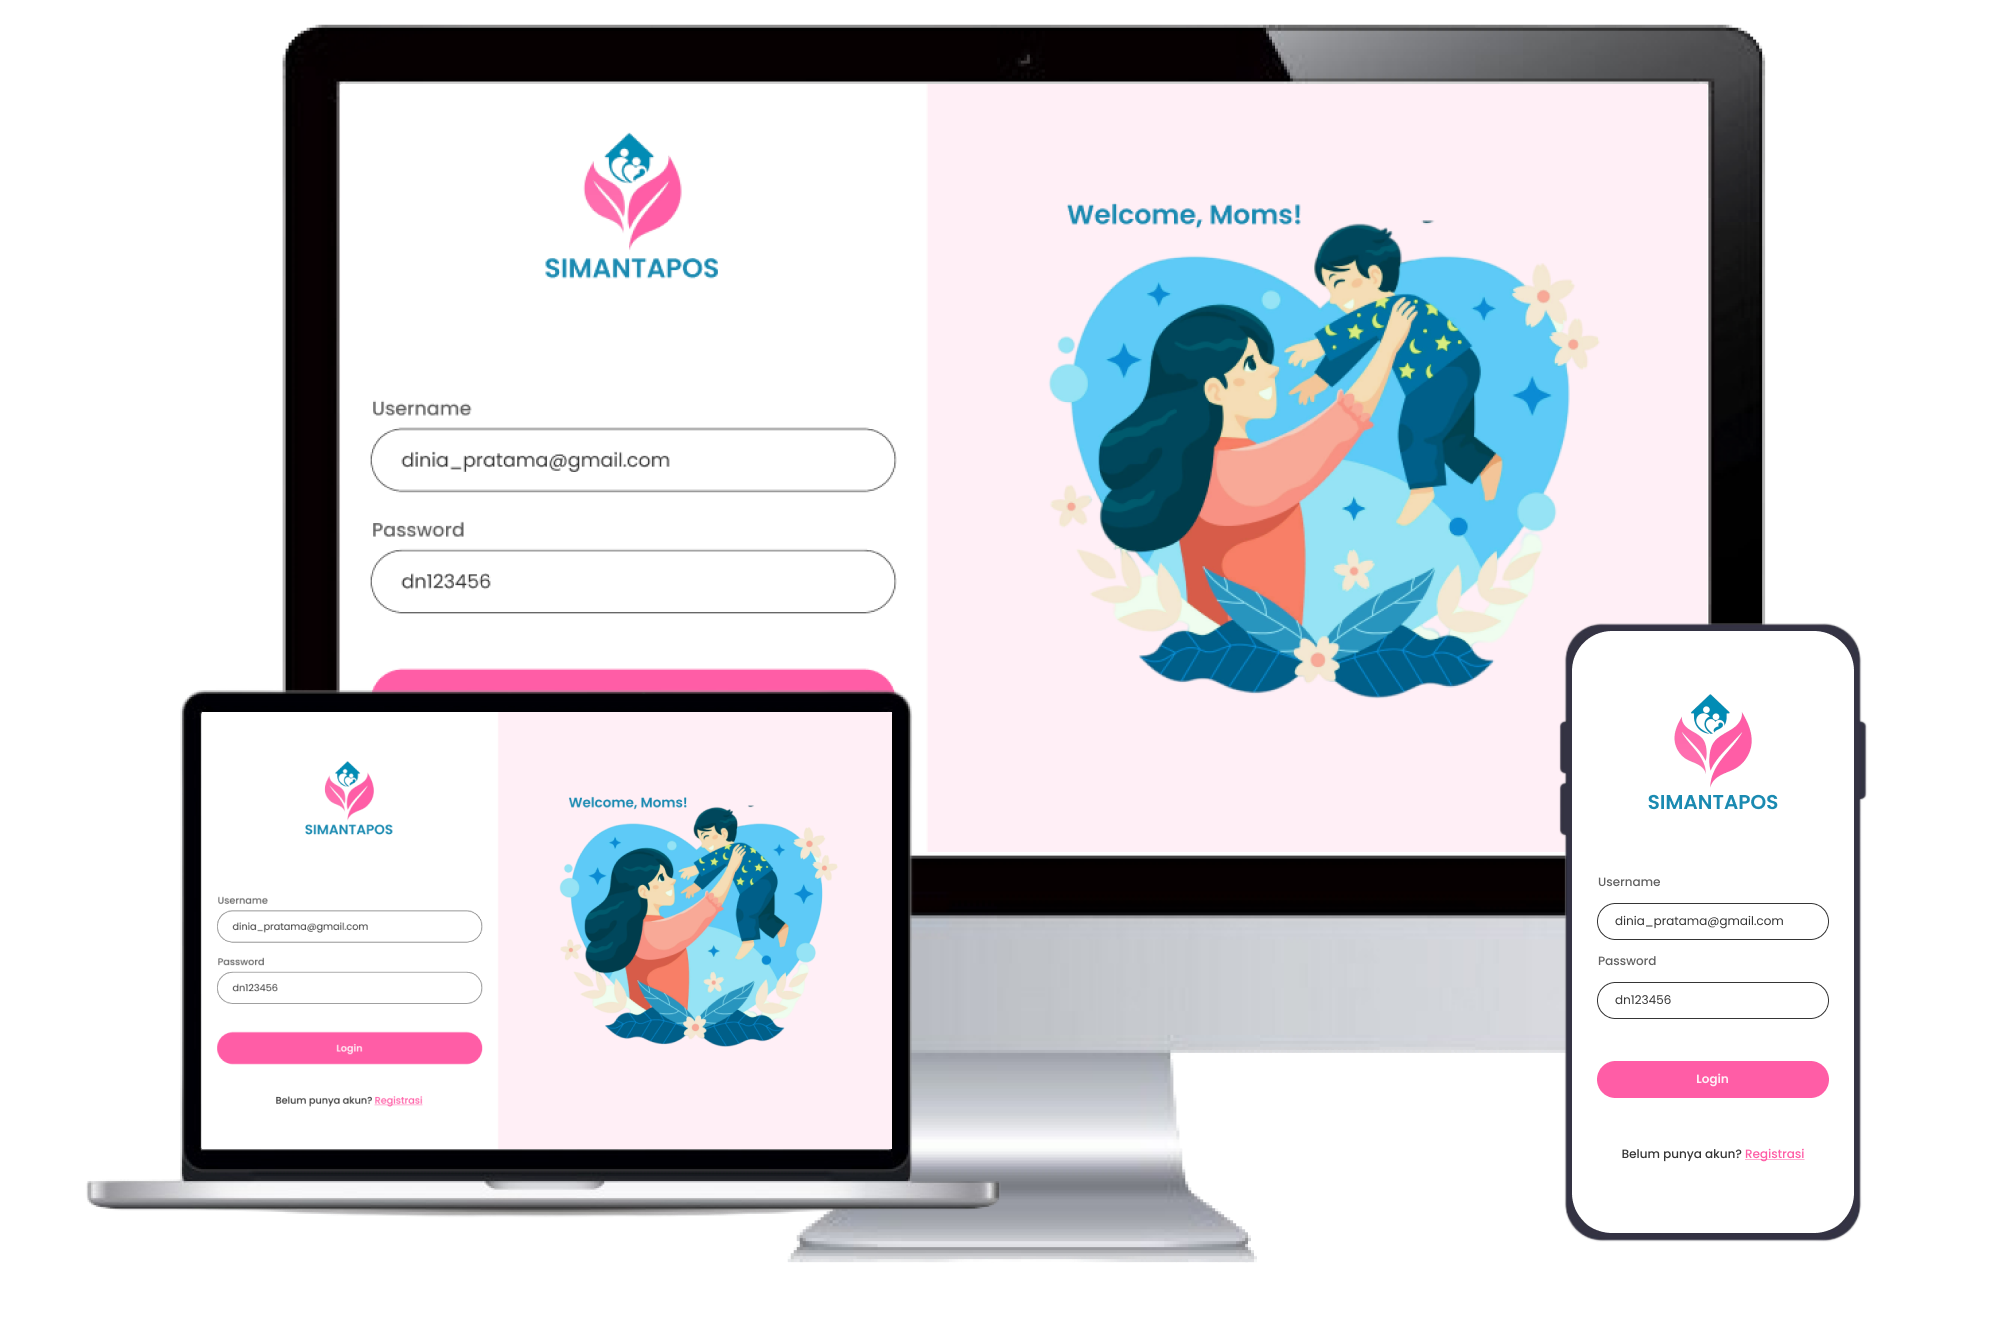 SIMANTAPOS
Username
dinia_pratama@gmail.com
Password
dn123456
Welcome, Moms!
SIMANTAPOS
Username
dinia_pratama@gmail.com
Password
dn123456
Login
Belum punya akun? Registrasi
Welcome, Moms!
SIMANTAPOS
Username
dinia_pratama@gmail.com
Password
dn123456
Login
Belum punya akun? Registrasi